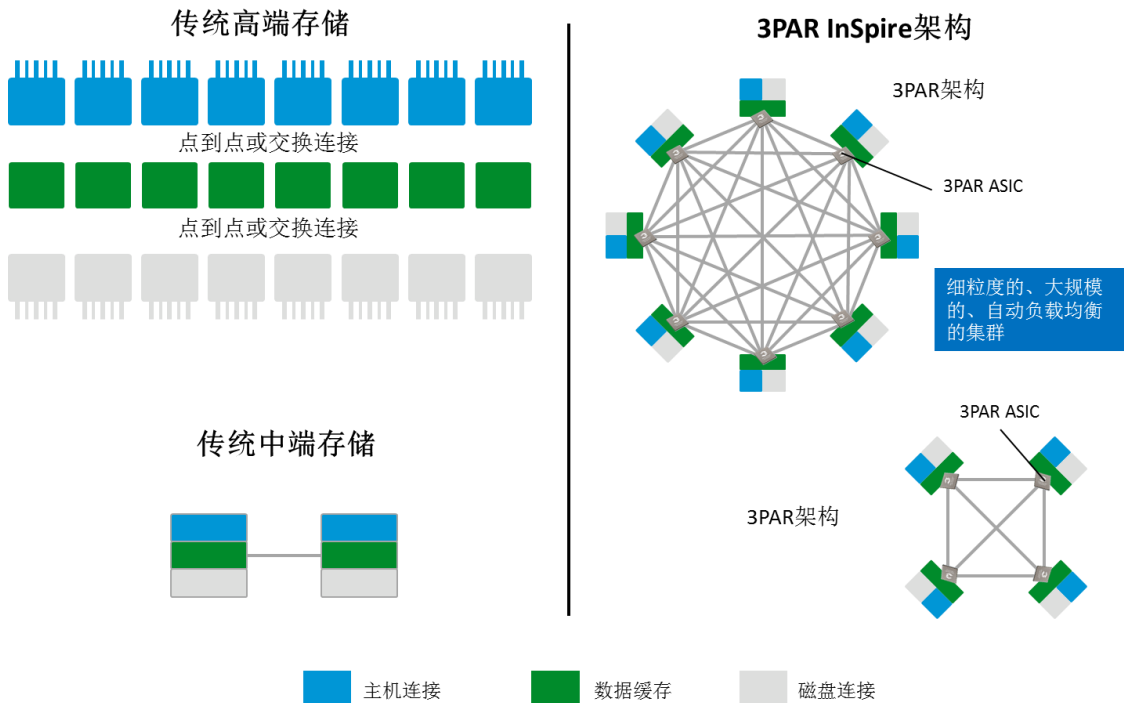 传统高端存储
点到点或交换连接
点到点或交换连接
传统中端存储
3PAR InSpire架构
3PAR架构
3PAR ASIC
细粒度的、大规模
的、自动负载均衡
的集群
3PAR ASIC
3PAR架构
主机连接
数据缓存
磁盘连接